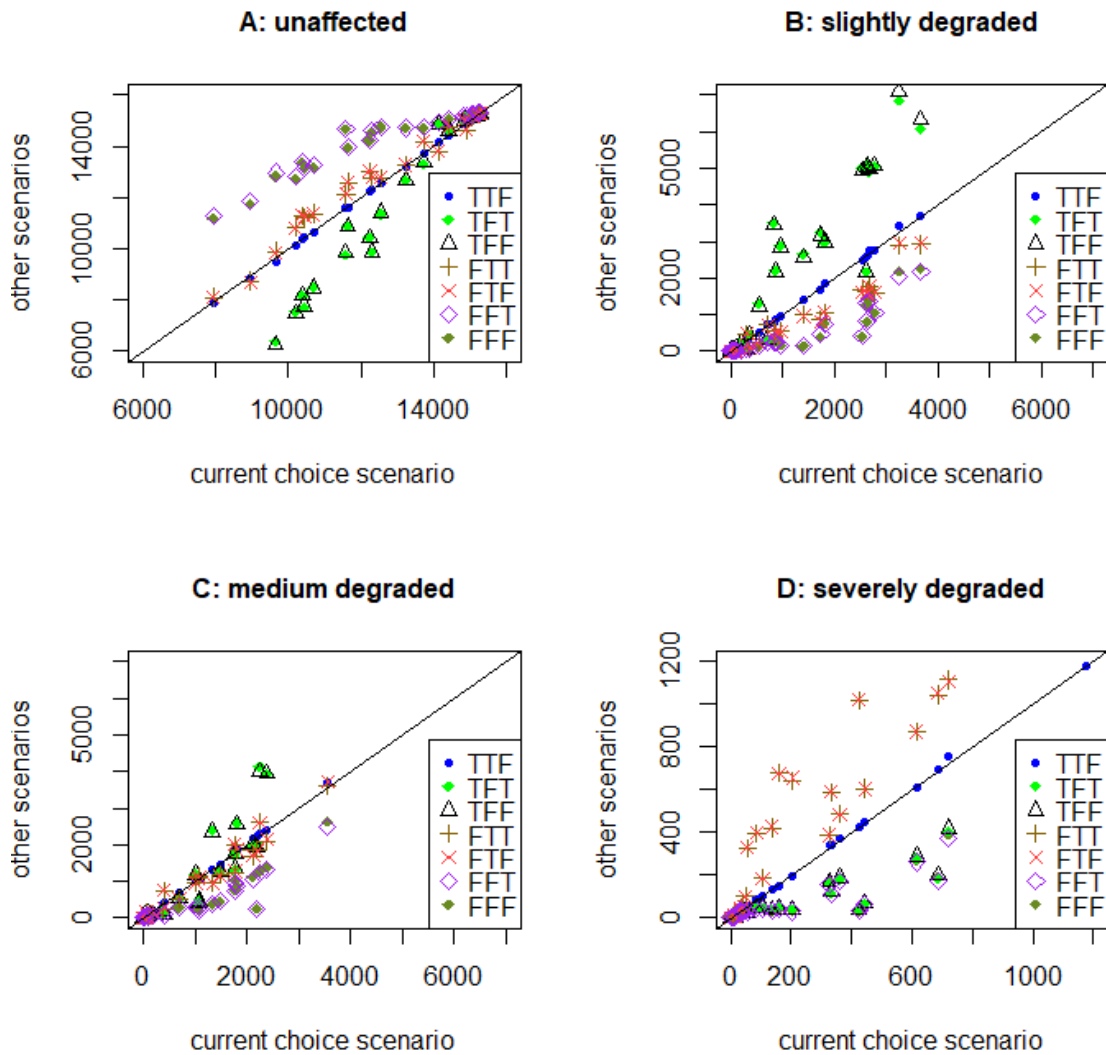 A: unaffected
other scenarios
6000 10000 14000
TTF
TFT
TFF
FTT
FTF
FFT
FFF
6000 10000 14000
current choice scenario
B: slightly degraded
other scenarios
0 2000 5000
TTF
TFT
TFF
FTT
FTF
FFT
FFF
0 2000 4000 6000
current choice scenario
C: medium degraded
other scenarios
0 2000 5000
TTF
TFT
TFF
FTT
FTF
FFT
FFF
0 2000 4000 6000
current choice scenario
D: severely degraded
other scenarios
0 400 800 1200
TTF
TFT
TFF
FTT
FTF
FFT
FFF
0 200 600 1000
current choice scenario